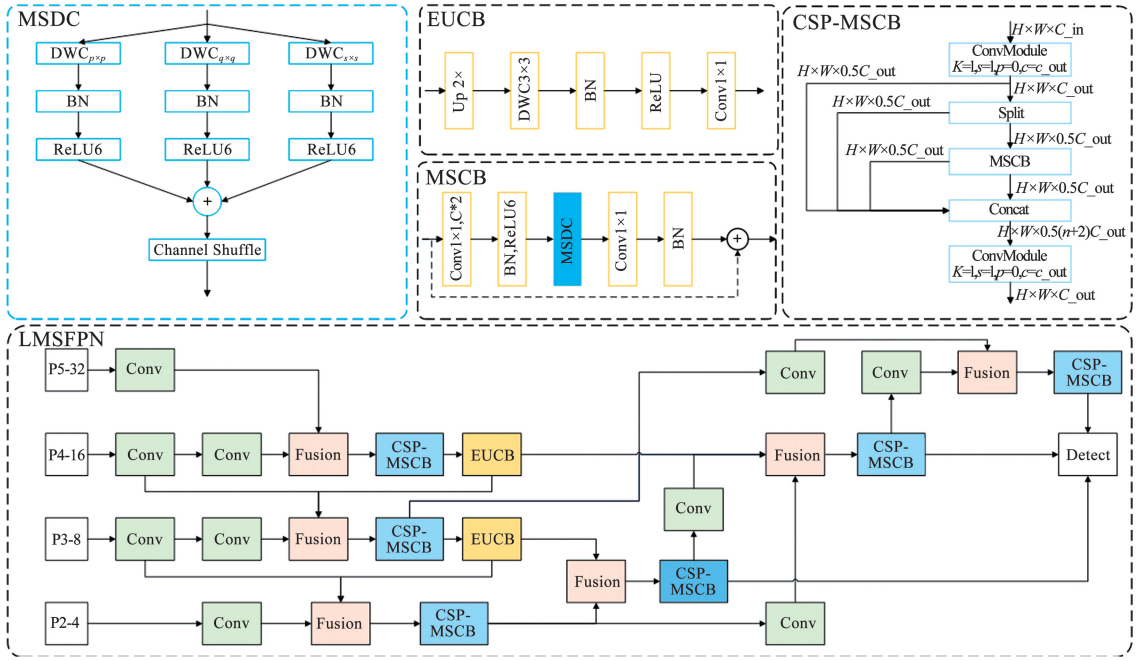 MSDC
DWCp×p
DWCq×q
DWCs×s
BN
BN
BN
ReLU6
ReLU6
ReLU6
+
Channel Shuffle
EUCB
Up 2×
DWC3×3
BN
ReLU
Conv1×1
MSCB
Conv1×1,C*2
BN,ReLU6
MSDC
Conv1×1
BN
+
CSP-MSCB
H×W×C_in
ConvModule
K=1,s=1,p=0,c=c_out
H×W×0.5C_out
H×W×C_out
H×W×0.5C_out
Split
H×W×0.5C_out
H×W×0.5C_out
MSCB
H×W×0.5C_out
Concat
H×W×0.5(n+2)C_out
ConvModule
K=1,s=1,p=0,c=c_out
H×W×C_out
LMSFPN
P5-32
Conv
Conv
Conv
Fusion
CSP-
MSCB
P4-16
Conv
Conv
Fusion
CSP-
MSCB
EUCB
Fusion
CSP-
MSCB
Detect
P3-8
Conv
Conv
Fusion
CSP-
MSCB
EUCB
Conv
Fusion
CSP-
MSCB
P2-4
Conv
Fusion
CSP-
MSCB
Conv